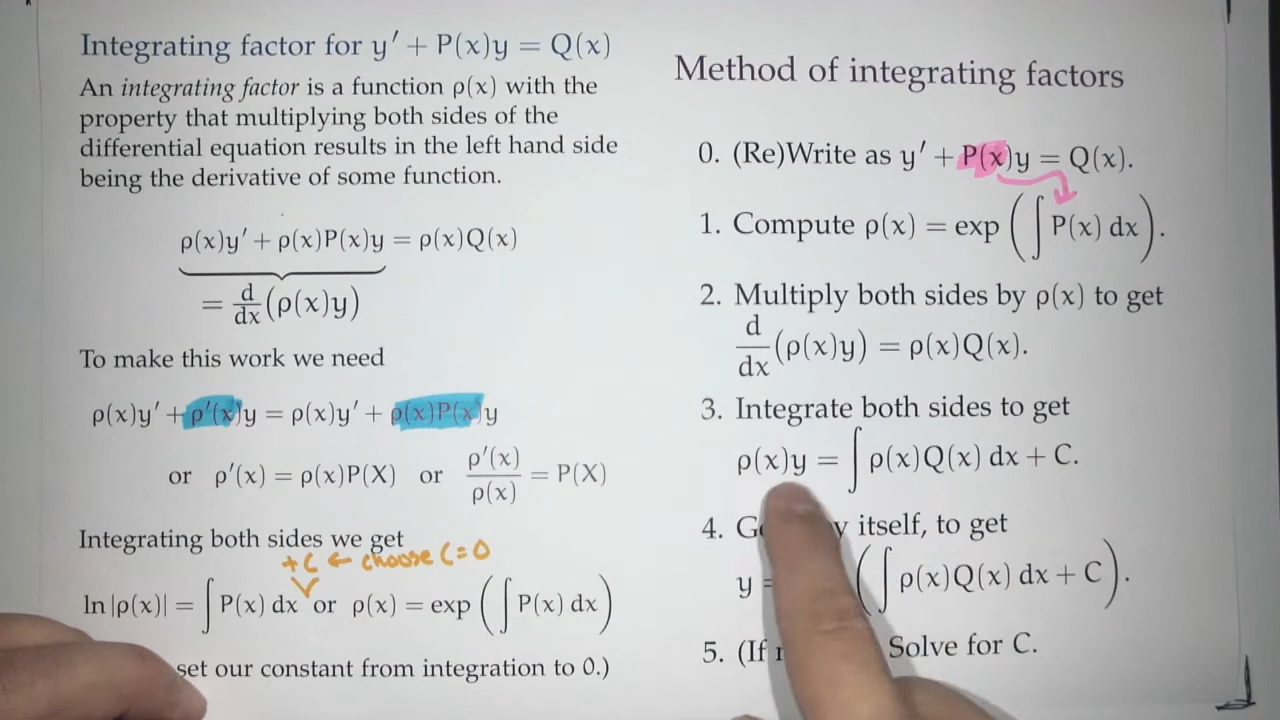 Integrating factor for y′ + P(x)y = Q(x)
An integrating factor is a function ρ(x) with the
property that multiplying both sides of the
differential equation results in the left hand side
being the derivative of some function.
ρ(x)y′ + ρ(x)P(x)y = ρ(x)Q(x)
= d/dx (ρ(x)y)
To make this work we need
ρ(x)y′ + ρ′(x)y = ρ(x)y′ + ρ(x)P(x)y
or ρ′(x) = ρ(x)P(X) or ρ′(x)/ρ(x) = P(X)
Integrating both sides we get
+C ← choose C=0
ln|ρ(x)| = ∫ P(x) dx or ρ(x) = exp(∫ P(x) dx)
set our constant from integration to 0.)
Method of integrating factors
0. (Re)Write as y′ + P(x)y = Q(x).
1. Compute ρ(x) = exp(∫ P(x) dx).
2. Multiply both sides by ρ(x) to get
d/dx (ρ(x)y) = ρ(x)Q(x).
3. Integrate both sides to get
ρ(x)y = ∫ ρ(x)Q(x) dx + C.
4. y itself, to get
y = (∫ ρ(x)Q(x) dx + C).
5. (If Solve for C.